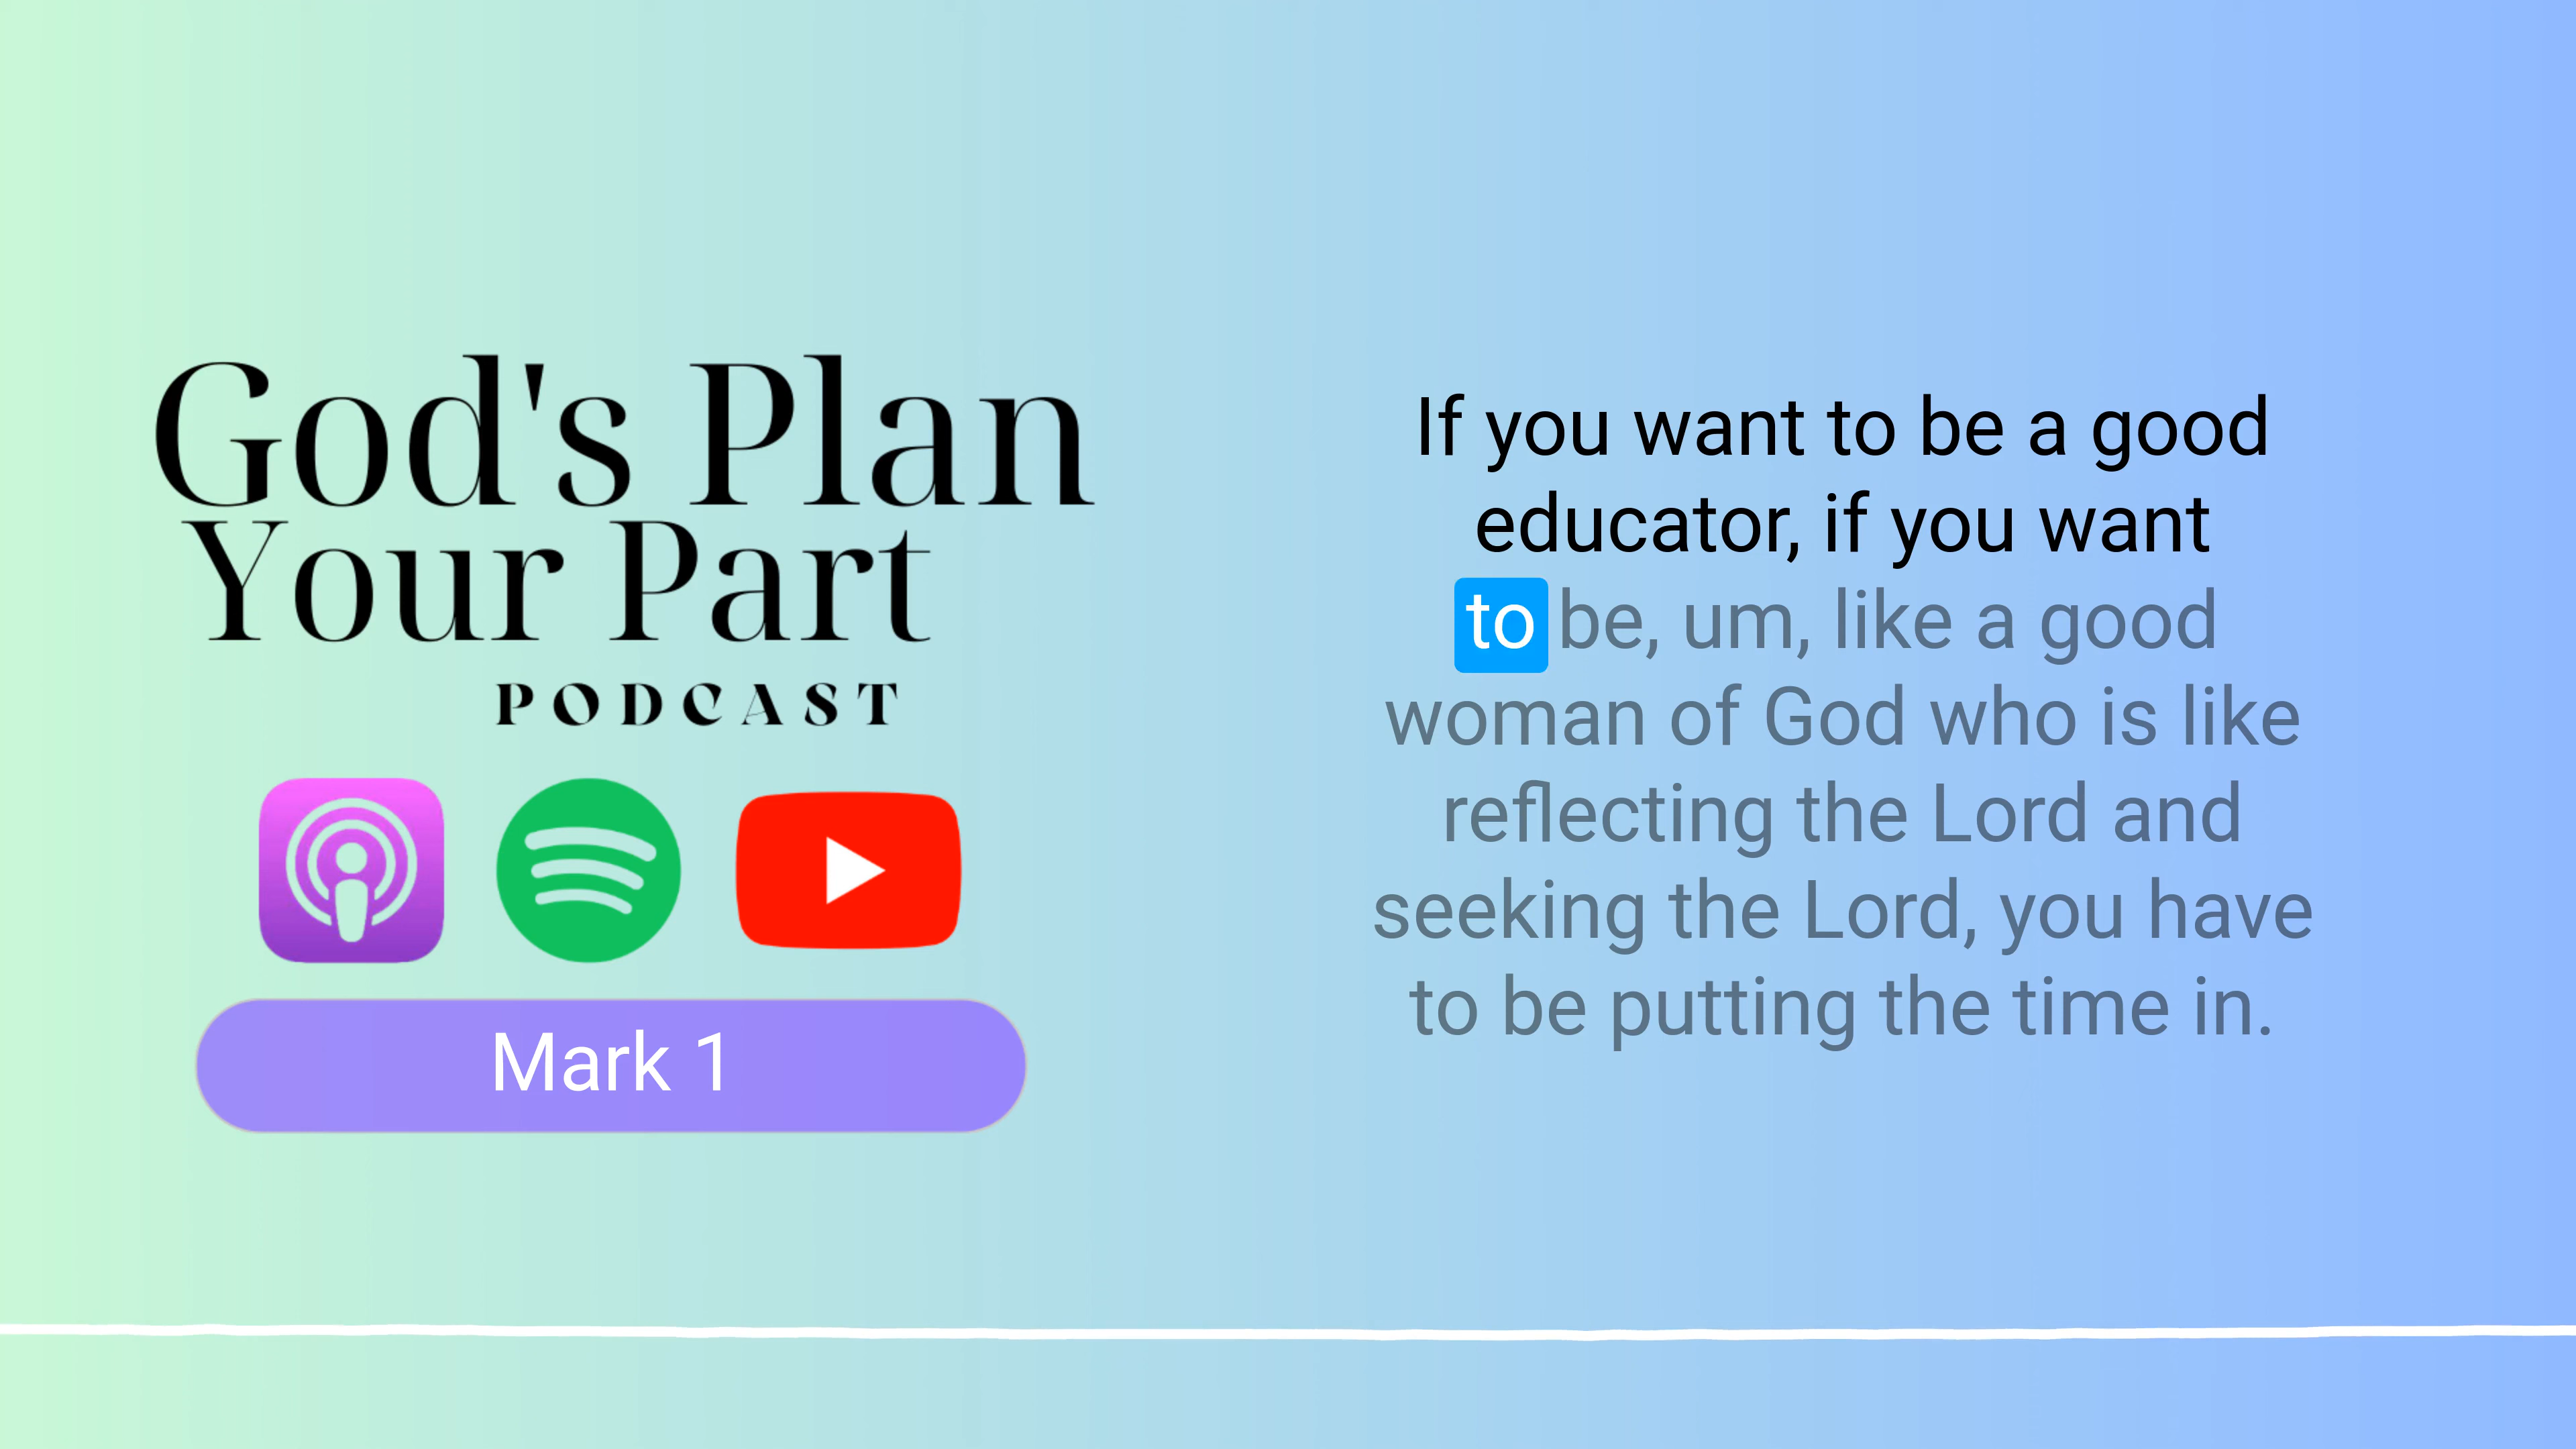 God's Plan
Your Part
PODCAST
Mark 1
If you want to be a good
educator, if you want
to be, um, like a good
woman of God who is like
reflecting the Lord and
seeking the Lord, you have
to be putting the time in.